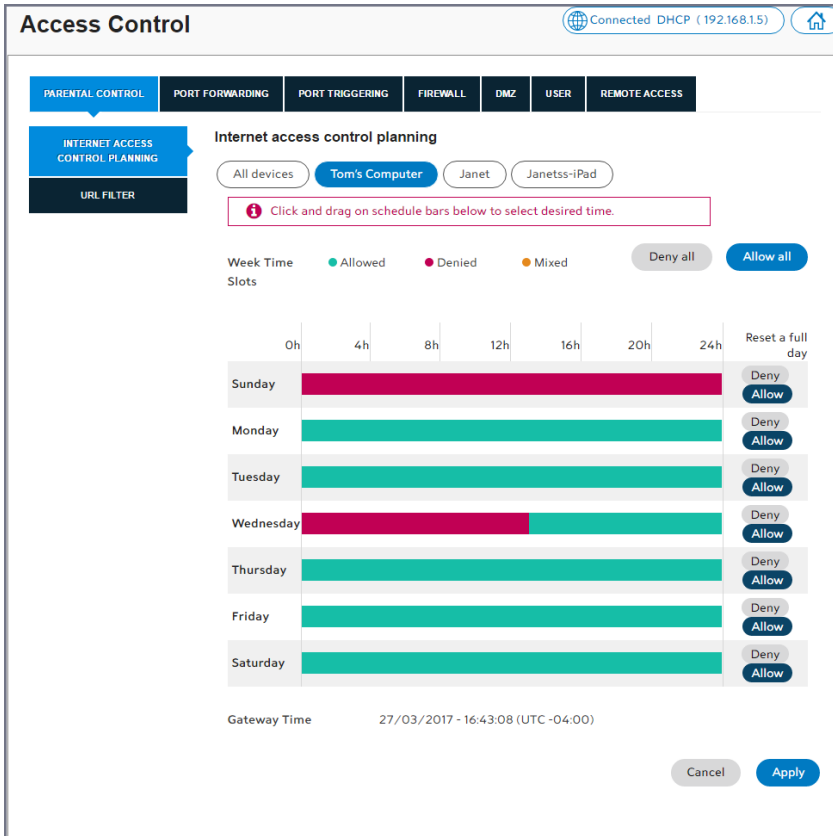 Access Control
Connected DHCP ( 192.168.1.5)
PARENTAL CONTROL PORT FORWARDING PORT TRIGGERING FIREWALL DMZ USER REMOTE ACCESS
INTERNET ACCESS
CONTROL PLANNING
URL FILTER
Internet access control planning
All devices Tom's Computer Janet Janetss-iPad
Click and drag on schedule bars below to select desired time.
Week Time
Slots
Allowed Denied Mixed
Deny all Allow all
0h 4h 8h 12h 16h 20h 24h
Reset a full
day
Sunday
Deny
Allow
Monday
Deny
Allow
Tuesday
Deny
Allow
Wednesday
Deny
Allow
Thursday
Deny
Allow
Friday
Deny
Allow
Saturday
Deny
Allow
Gateway Time 27/03/2017 - 16:43:08 (UTC -04:00)
Cancel Apply